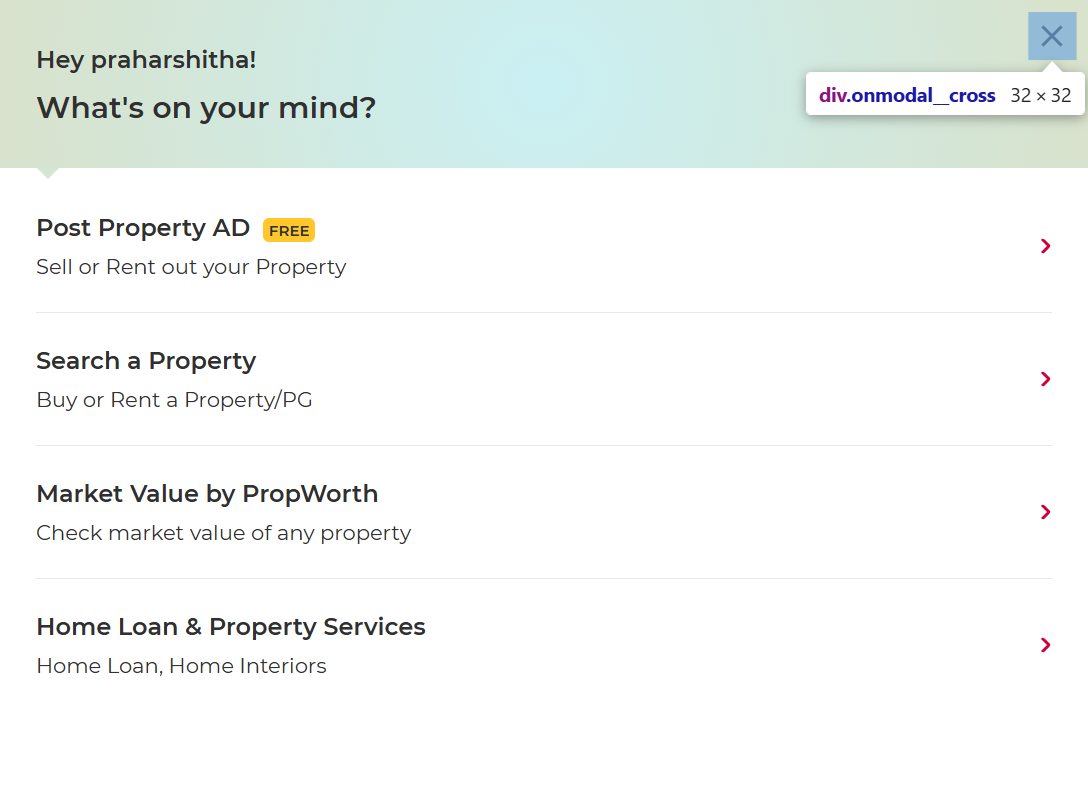 Hey praharshitha!
What's on your mind?
div.onmodal__cross 32 × 32
Post Property AD FREE
Sell or Rent out your Property
Search a Property
Buy or Rent a Property/PG
Market Value by PropWorth
Check market value of any property
Home Loan & Property Services
Home Loan, Home Interiors